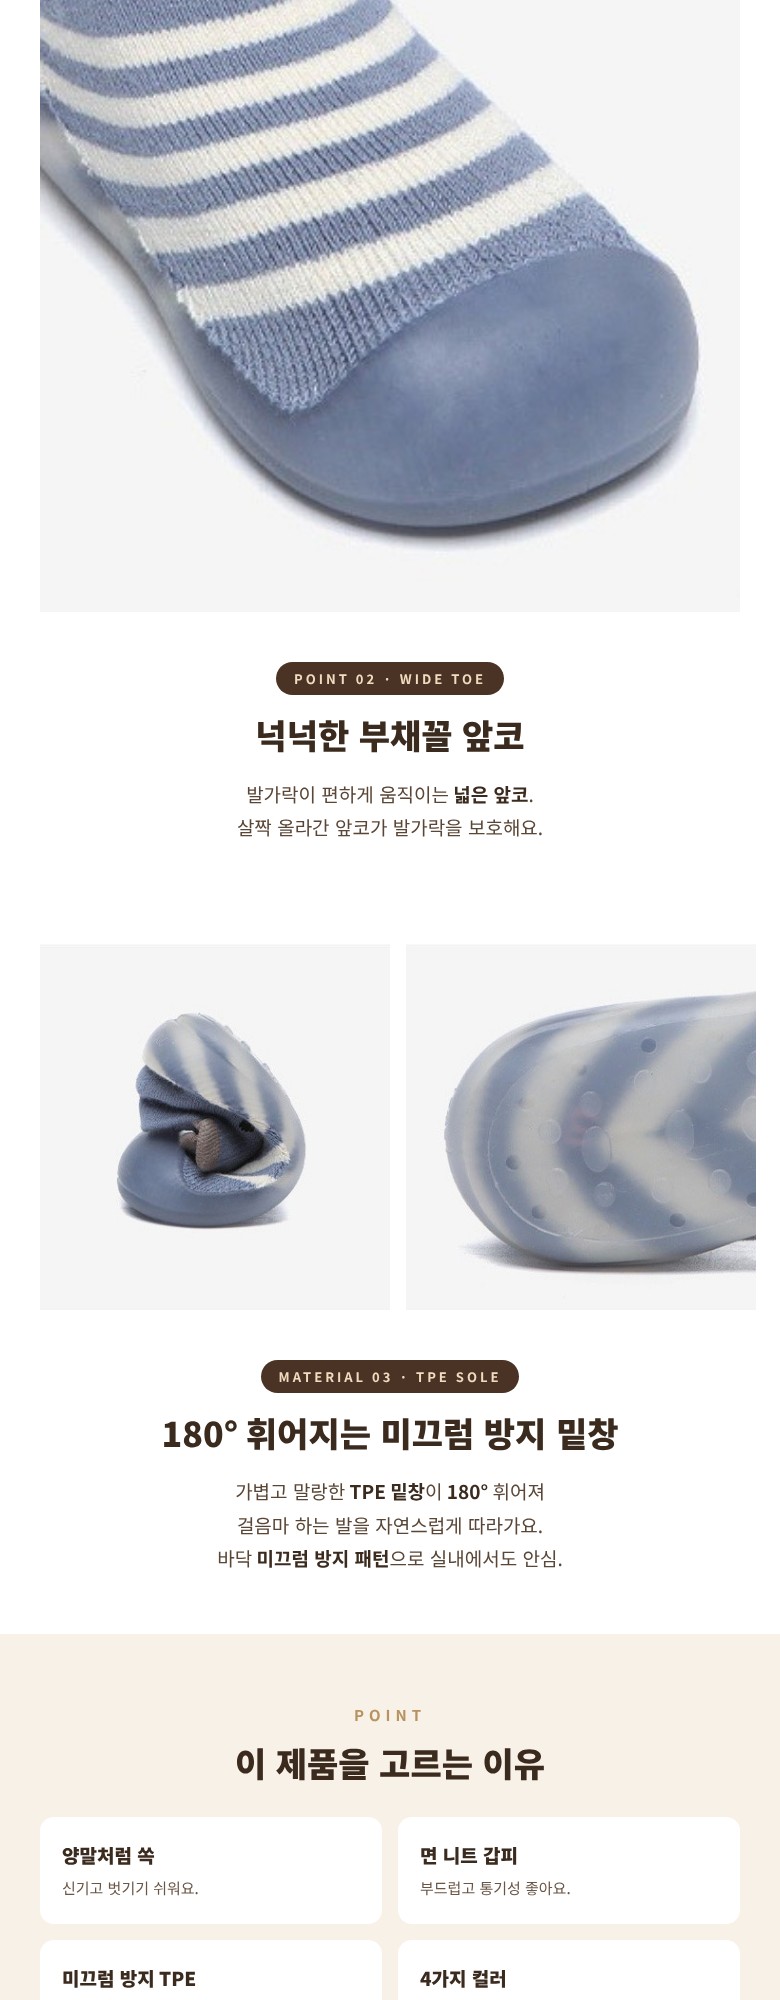 POINT 02 · WIDE TOE
넉넉한 부채꼴 앞코
발가락이 편하게 움직이는 넓은 앞코.
살짝 올라간 앞코가 발가락을 보호해요.
MATERIAL 03 · TPE SOLE
180° 휘어지는 미끄럼 방지 밑창
가볍고 말랑한 TPE 밑창이 180° 휘어져
걸음마 하는 발을 자연스럽게 따라가요.
바닥 미끄럼 방지 패턴으로 실내에서도 안심.
POINT
이 제품을 고르는 이유
양말처럼 쏙
신기고 벗기기 쉬워요.
면 니트 갑피
부드럽고 통기성 좋아요.
미끄럼 방지 TPE
4가지 컬러